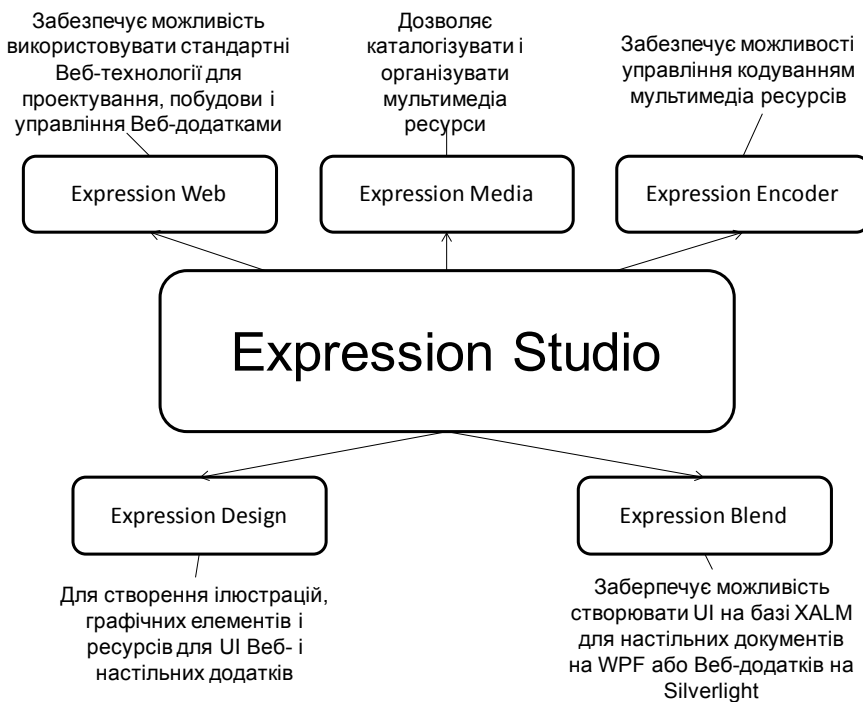 Забезпечує можливість
використовувати стандартні
Веб-технології для
проектування, побудови і
управління Веб-додатками
Дозволяє
каталогізувати і
організувати
мультимедіа
ресурси
Забезпечує можливості
управління кодуванням
мультимедіа ресурсів
Expression Web
Expression Media
Expression Encoder
Expression Studio
Expression Design
Expression Blend
Для створення ілюстрацій,
графічних елементів і
ресурсів для UI Веб- і
настільних додатків
Заберпечує можливість
створювати UI на базі XALM
для настільних документів
на WPF або Веб-додатків на
Silverlight